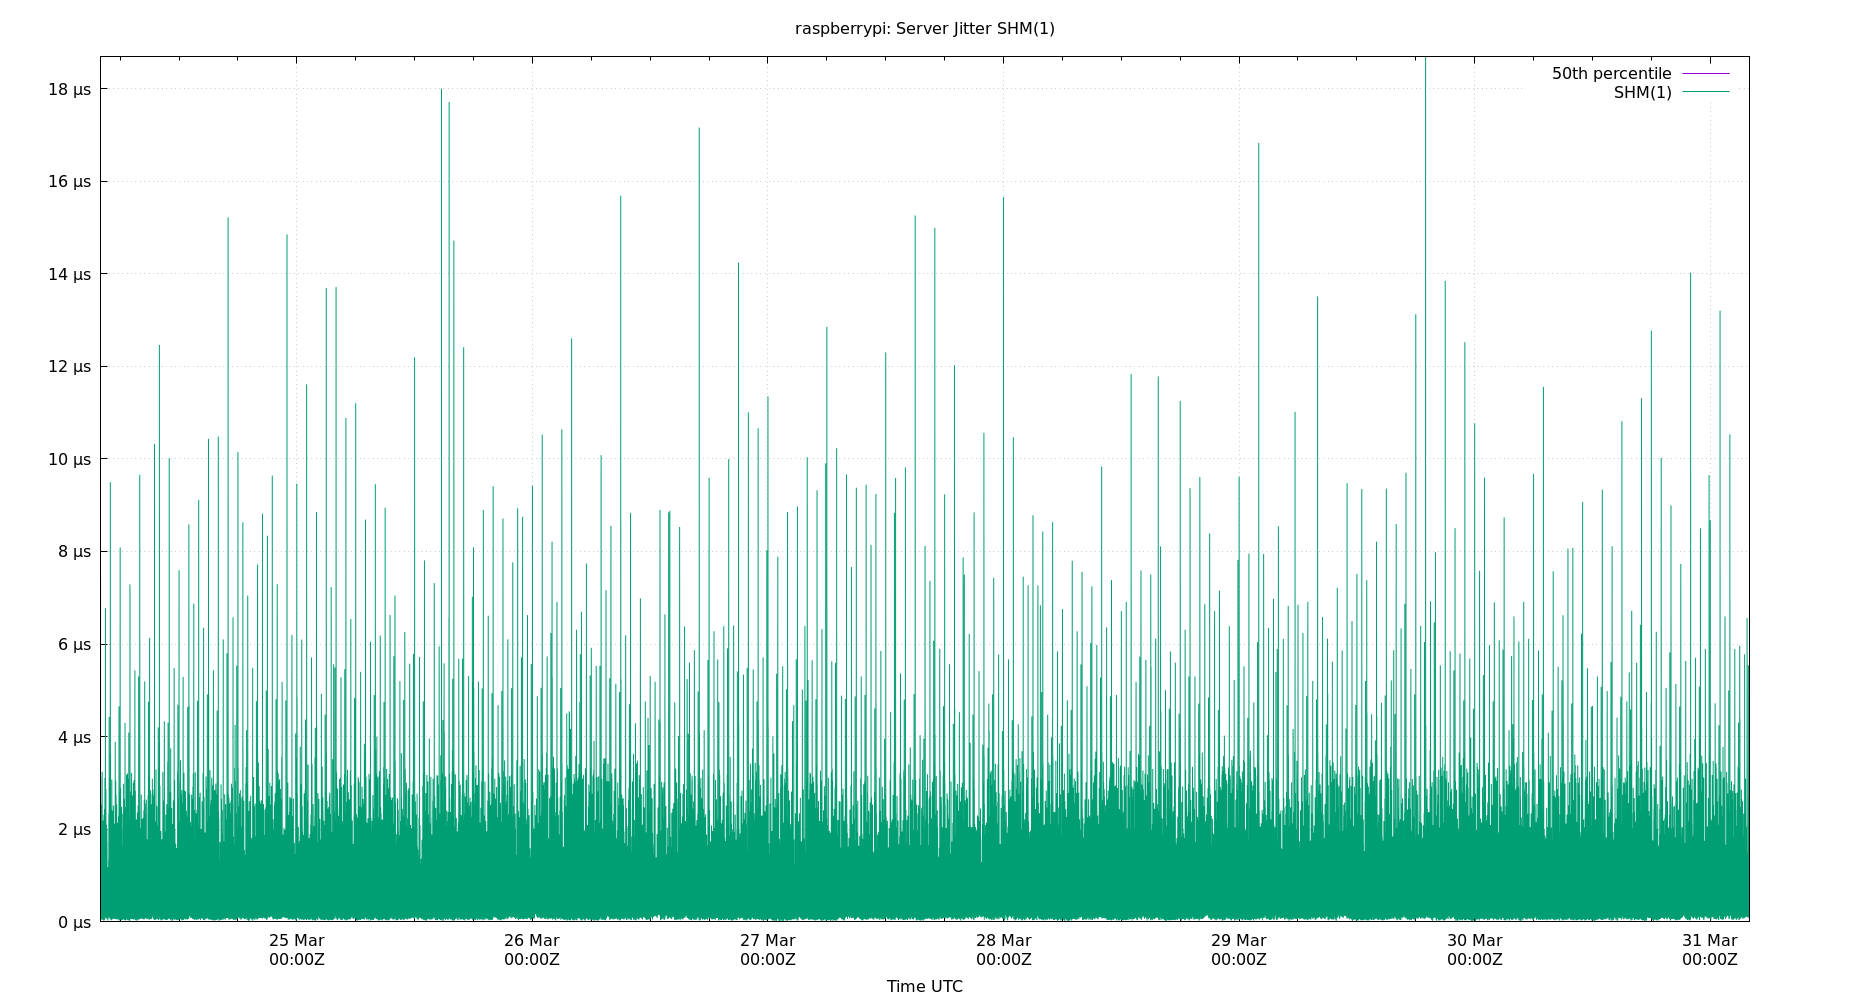 raspberrypi: Server Jitter SHM(1)
50th percentile
SHM(1)
18 µs
16 µs
14 µs
12 µs
10 µs
8 µs
6 µs
4 µs
2 µs
0 µs
25 Mar 26 Mar 27 Mar 28 Mar 29 Mar 30 Mar 31 Mar
00:00Z 00:00Z 00:00Z 00:00Z 00:00Z 00:00Z 00:00Z
Time UTC